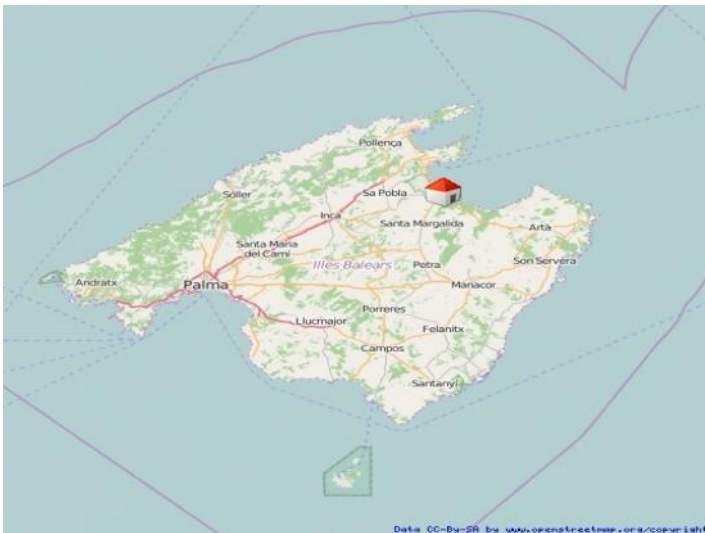 Pollença
Sa Pobla
Sóller
Inca
Santa Margalida
Artà
Santa Maria
del Camí
Illes Balears
Petra
Son Servera
Andratx
Palma
Manacor
Porreres
Llucmajor
Felanitx
Campos
Santanyí
Data CC-By-SA by www.openstreetmap.org/copyright